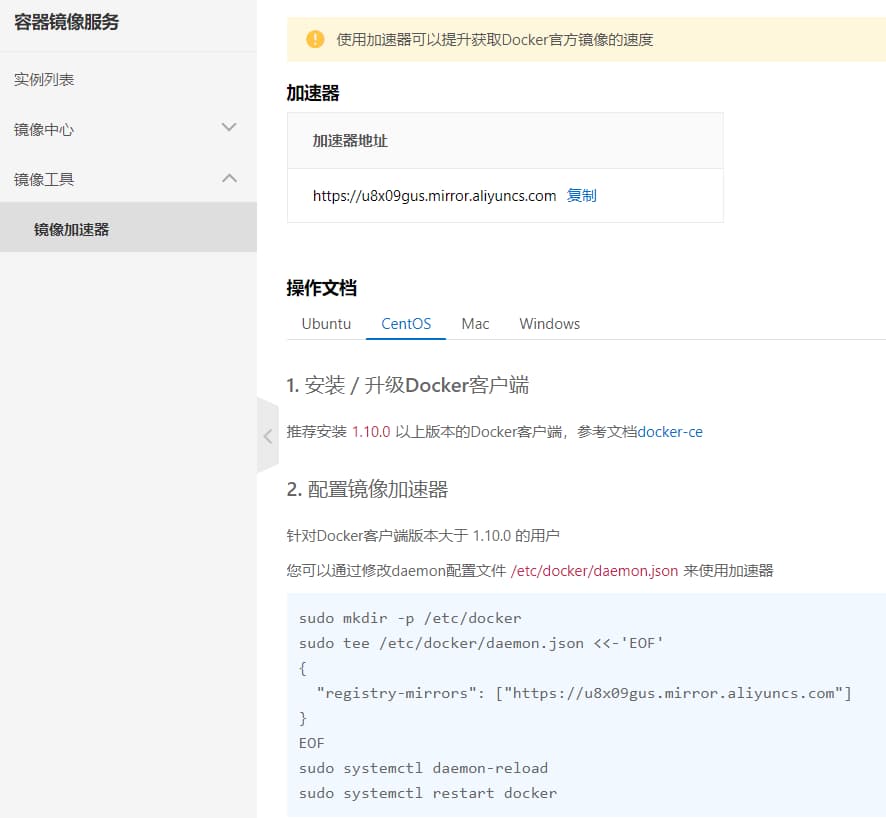 容器镜像服务
实例列表
镜像中心
镜像工具
镜像加速器
使用加速器可以提升获取Docker官方镜像的速度
加速器
加速器地址
https://u8x09gus.mirror.aliyuncs.com 复制
操作文档
Ubuntu CentOS Mac Windows
1. 安装 / 升级Docker客户端
推荐安装 1.10.0 以上版本的Docker客户端，参考文档docker-ce
2. 配置镜像加速器
针对Docker客户端版本大于 1.10.0 的用户
您可以通过修改daemon配置文件 /etc/docker/daemon.json 来使用加速器
sudo mkdir -p /etc/docker
sudo tee /etc/docker/daemon.json <<-'EOF'
{
  "registry-mirrors": ["https://u8x09gus.mirror.aliyuncs.com"]
}
EOF
sudo systemctl daemon-reload
sudo systemctl restart docker